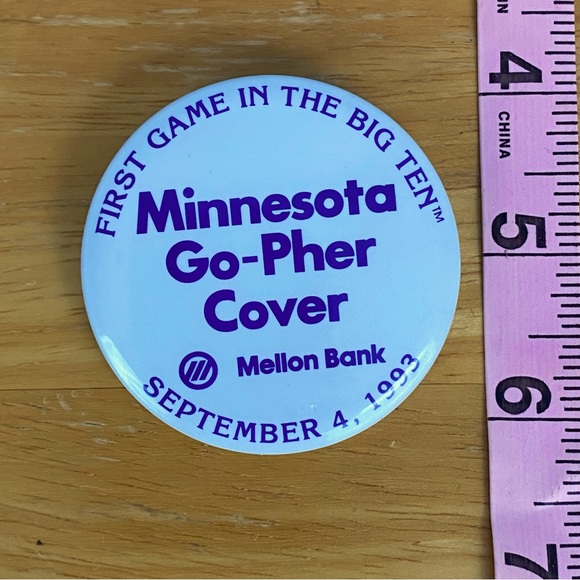 FIRST GAME IN THE BIG TEN™
Minnesota
Go-Pher
Cover
Mellon Bank
SEPTEMBER 4, 1993
IN
4
CHINA
5
6
7